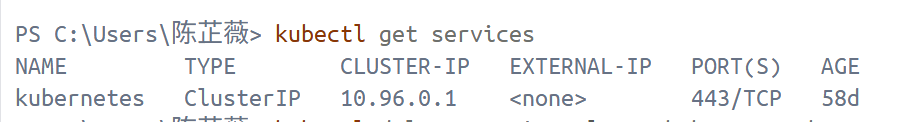 PS C:\Users\陈芷薇> kubectl get services
NAME TYPE CLUSTER-IP EXTERNAL-IP PORT(S) AGE
kubernetes ClusterIP 10.96.0.1 <none> 443/TCP 58d